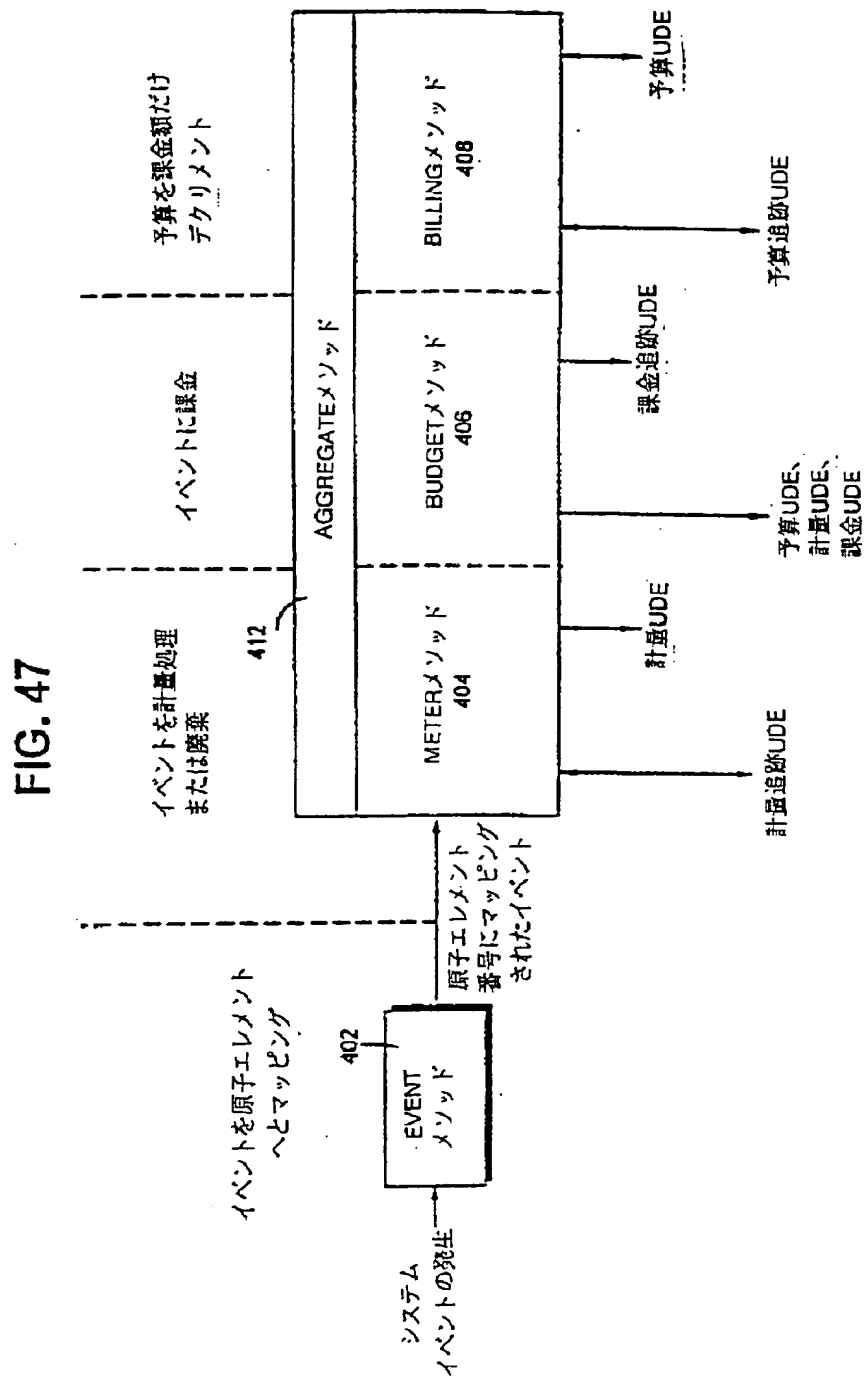 FIG. 47
イベントを原子エレメント
へとマッピング
イベントを計量処理
または廃棄
イベントに課金
予算を課金額だけ
デクリメント
システム
イベントの発生
402
EVENT
メソッド
原子エレメント
番号にマッピング
されたイベント
412
AGGREGATEメソッド
METERメソッド
404
BUDGETメソッド
406
BILLINGメソッド
408
計量追跡UDE
計量UDE
予算UDE、
計量UDE、
課金UDE
課金追跡UDE
予算追跡UDE
予算UDE